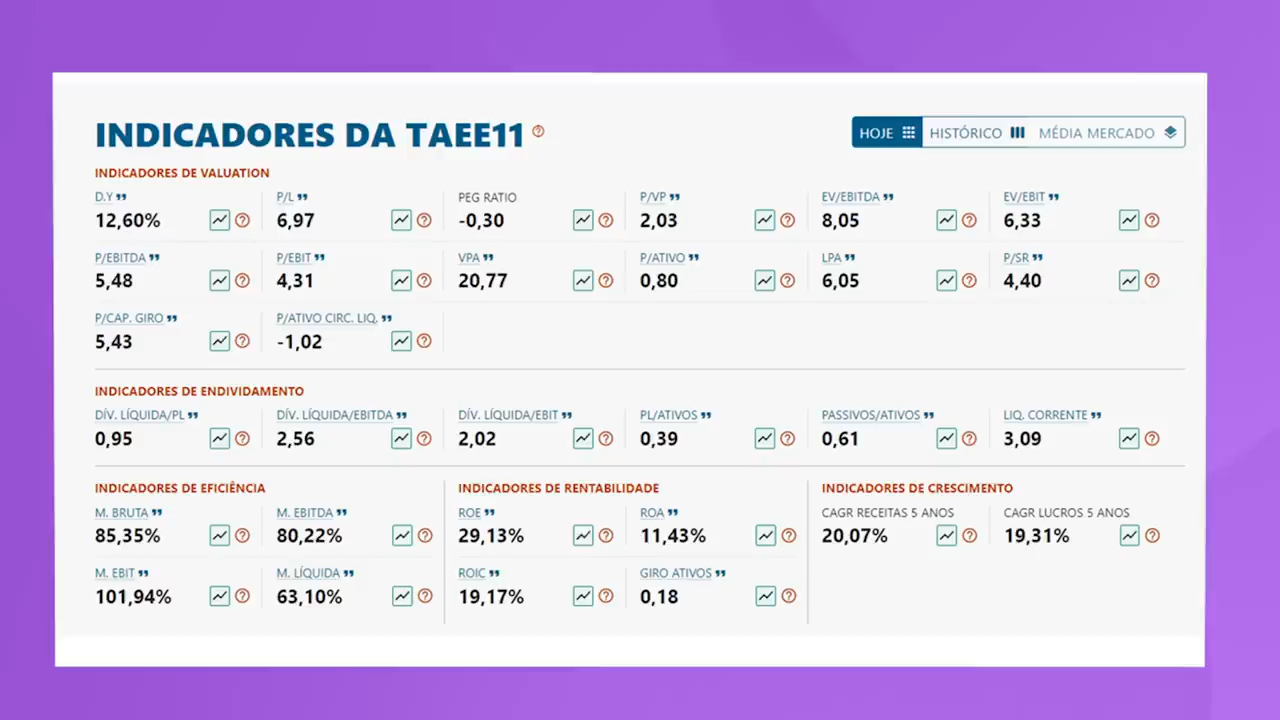 INDICADORES DA TAEE11
HOJE HISTÓRICO MÉDIA MERCADO
INDICADORES DE VALUATION
D.Y P/L PEG RATIO P/VP EV/EBITDA EV/EBIT
12,60% 6,97 -0,30 2,03 8,05 6,33
P/EBITDA P/EBIT VPA P/ATIVO LPA P/SR
5,48 4,31 20,77 0,80 6,05 4,40
P/CAP. GIRO P/ATIVO CIRC. LIQ.
5,43 -1,02
INDICADORES DE ENDIVIDAMENTO
DÍV. LÍQUIDA/PL DÍV. LÍQUIDA/EBITDA DÍV. LÍQUIDA/EBIT PL/ATIVOS PASSIVOS/ATIVOS LIQ. CORRENTE
0,95 2,56 2,02 0,39 0,61 3,09
INDICADORES DE EFICIÊNCIA INDICADORES DE RENTABILIDADE INDICADORES DE CRESCIMENTO
M. BRUTA M. EBITDA ROE ROA CAGR RECEITAS 5 ANOS CAGR LUCROS 5 ANOS
85,35% 80,22% 29,13% 11,43% 20,07% 19,31%
M. EBIT M. LÍQUIDA ROIC GIRO ATIVOS
101,94% 63,10% 19,17% 0,18